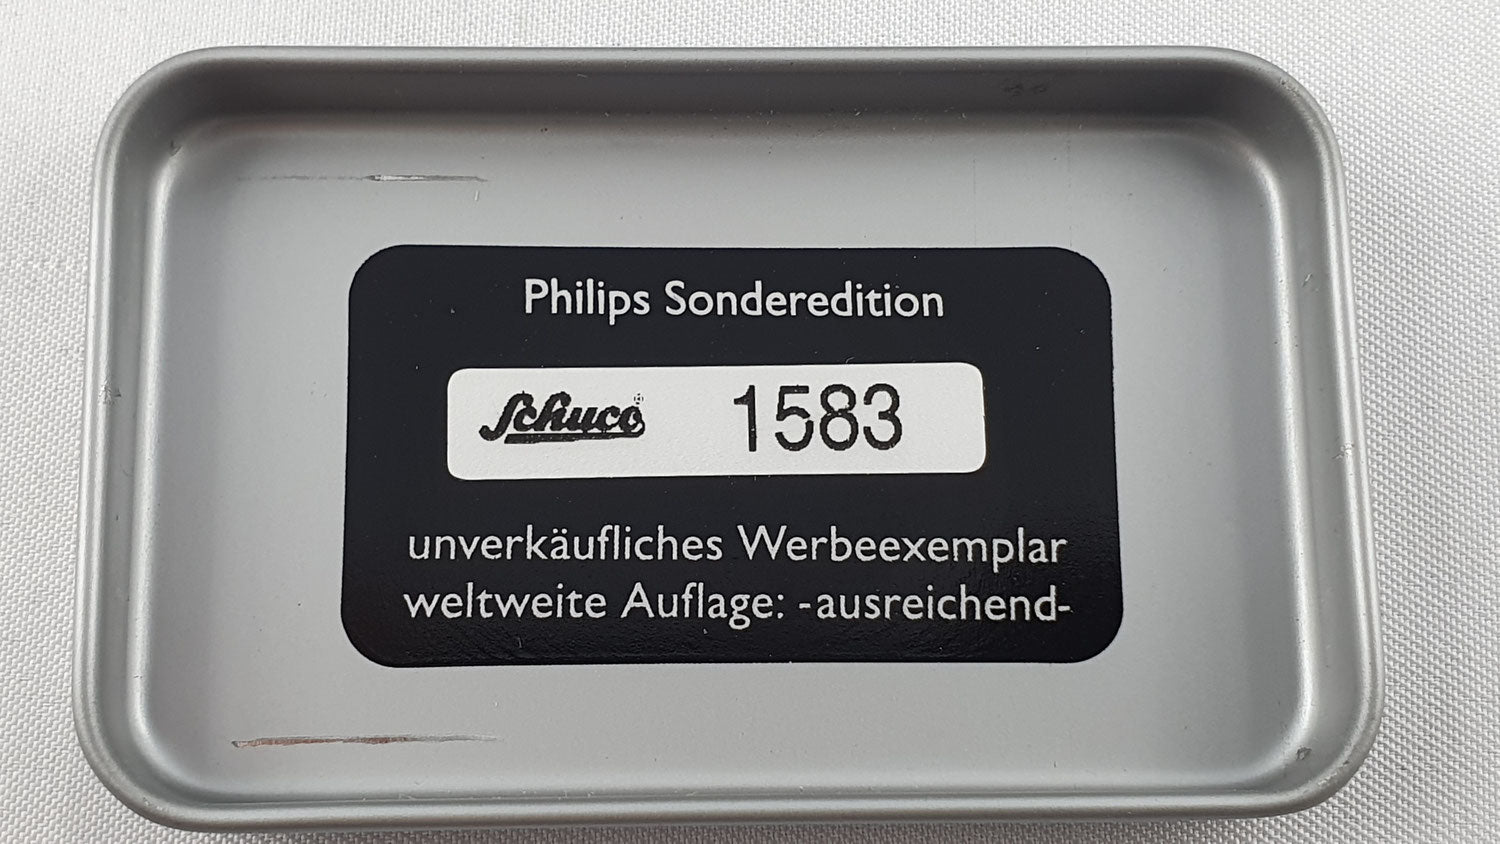 Philips Sonderedition
Schuco® 1583
unverkäufliches Werbeexemplar
weltweite Auflage: -ausreichend-